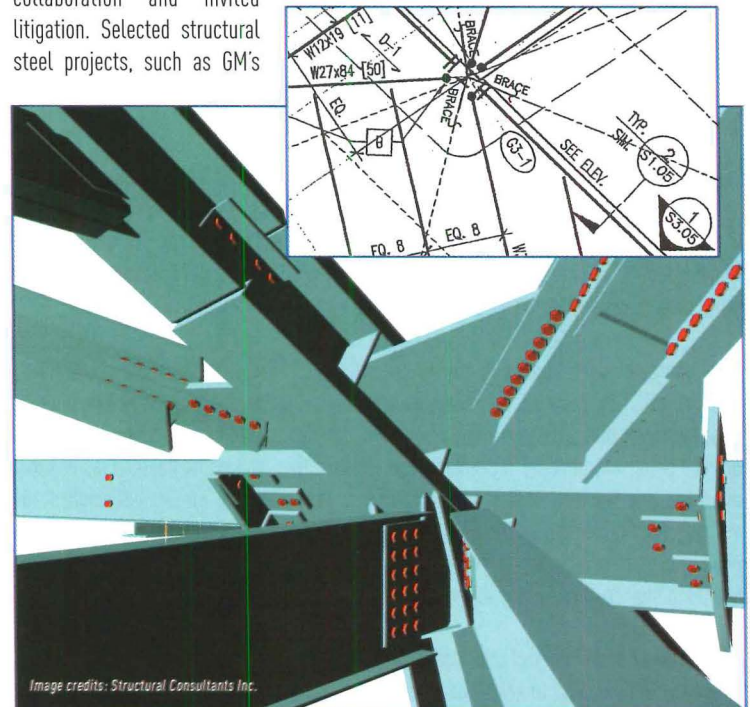 collaboration and invited
litigation. Selected structural
steel projects, such as GM's
W12x19 [17]
D-1
BRACE
W27x84 [50]
BRACE
EQ.
BRACE
TYP.
SIM.
2
S1.05
B
G3-1
SEE ELEV.
1
S3.05
EQ. 8
EQ. 8
Image credits: Structural Consultants Inc.